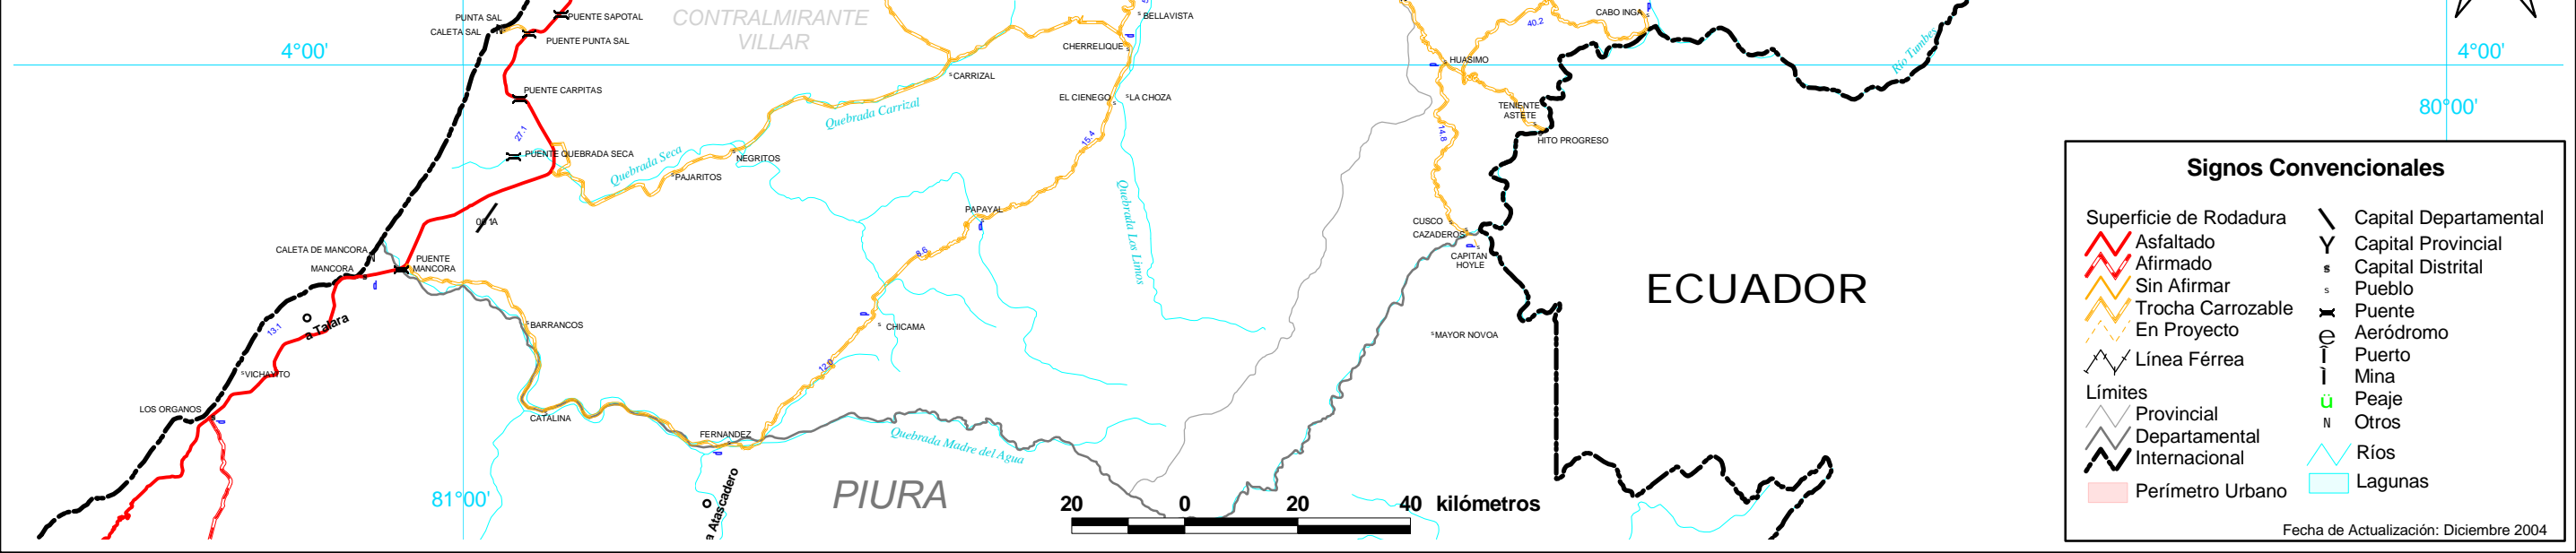 PUNTA SAL
PUENTE SAPOTAL
CONTRALMIRANTE
VILLAR
BELLAVISTA
CABO INGA
40.2
CALETA SAL
N
PUENTE PUNTA SAL
CHERRELIQUE
4°00'
Río Tumbes
4°00'
HUASIMO
CARRIZAL
PUENTE CARPITAS
EL CIENEGO
LA CHOZA
80°00'
Quebrada Carrizal
TENIENTE
ASTETE
27.1
15.4
14.8
HITO PROGRESO
PUENTE QUEBRADA SECA
Quebrada Seca
NEGRITOS
PAJARITOS
Quebrada Los Limos
PAPAYAL
001A
CUSCO
CAZADEROS
CAPITAN
HOYLE
CALETA DE MANCORA
N
MANCORA
PUENTE
MANCORA
8.6
ECUADOR
13.1
a Talara
BARRANCOS
CHICAMA
MAYOR NOVOA
12.0
VICHAYITO
LOS ORGANOS
CATALINA
FERNANDEZ
Quebrada Madre del Agua
81°00'
a Atascadero
PIURA
20 0 20 40 kilómetros
Signos Convencionales
Superficie de Rodadura
Asfaltado
Afirmado
Sin Afirmar
Trocha Carrozable
En Proyecto
Línea Férrea
Límites
Provincial
Departamental
Internacional
Perímetro Urbano
\ Capital Departamental
Y Capital Provincial
s Capital Distrital
s Pueblo
Puente
e Aeródromo
Î Puerto
Ì Mina
ü Peaje
N Otros
Ríos
Lagunas
Fecha de Actualización: Diciembre 2004